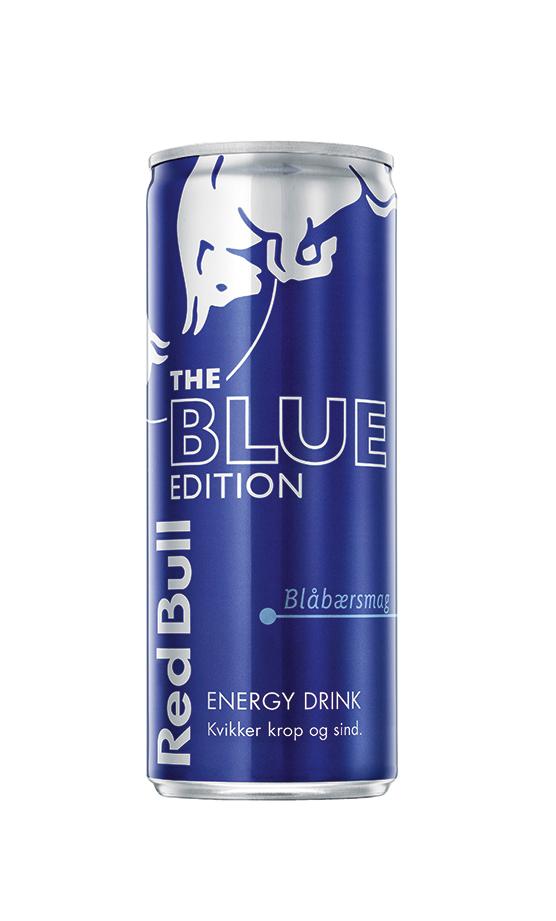 THE
BLUE
EDITION
Red Bull
Blåbærsmag
ENERGY DRINK
Kvikker krop og sind.